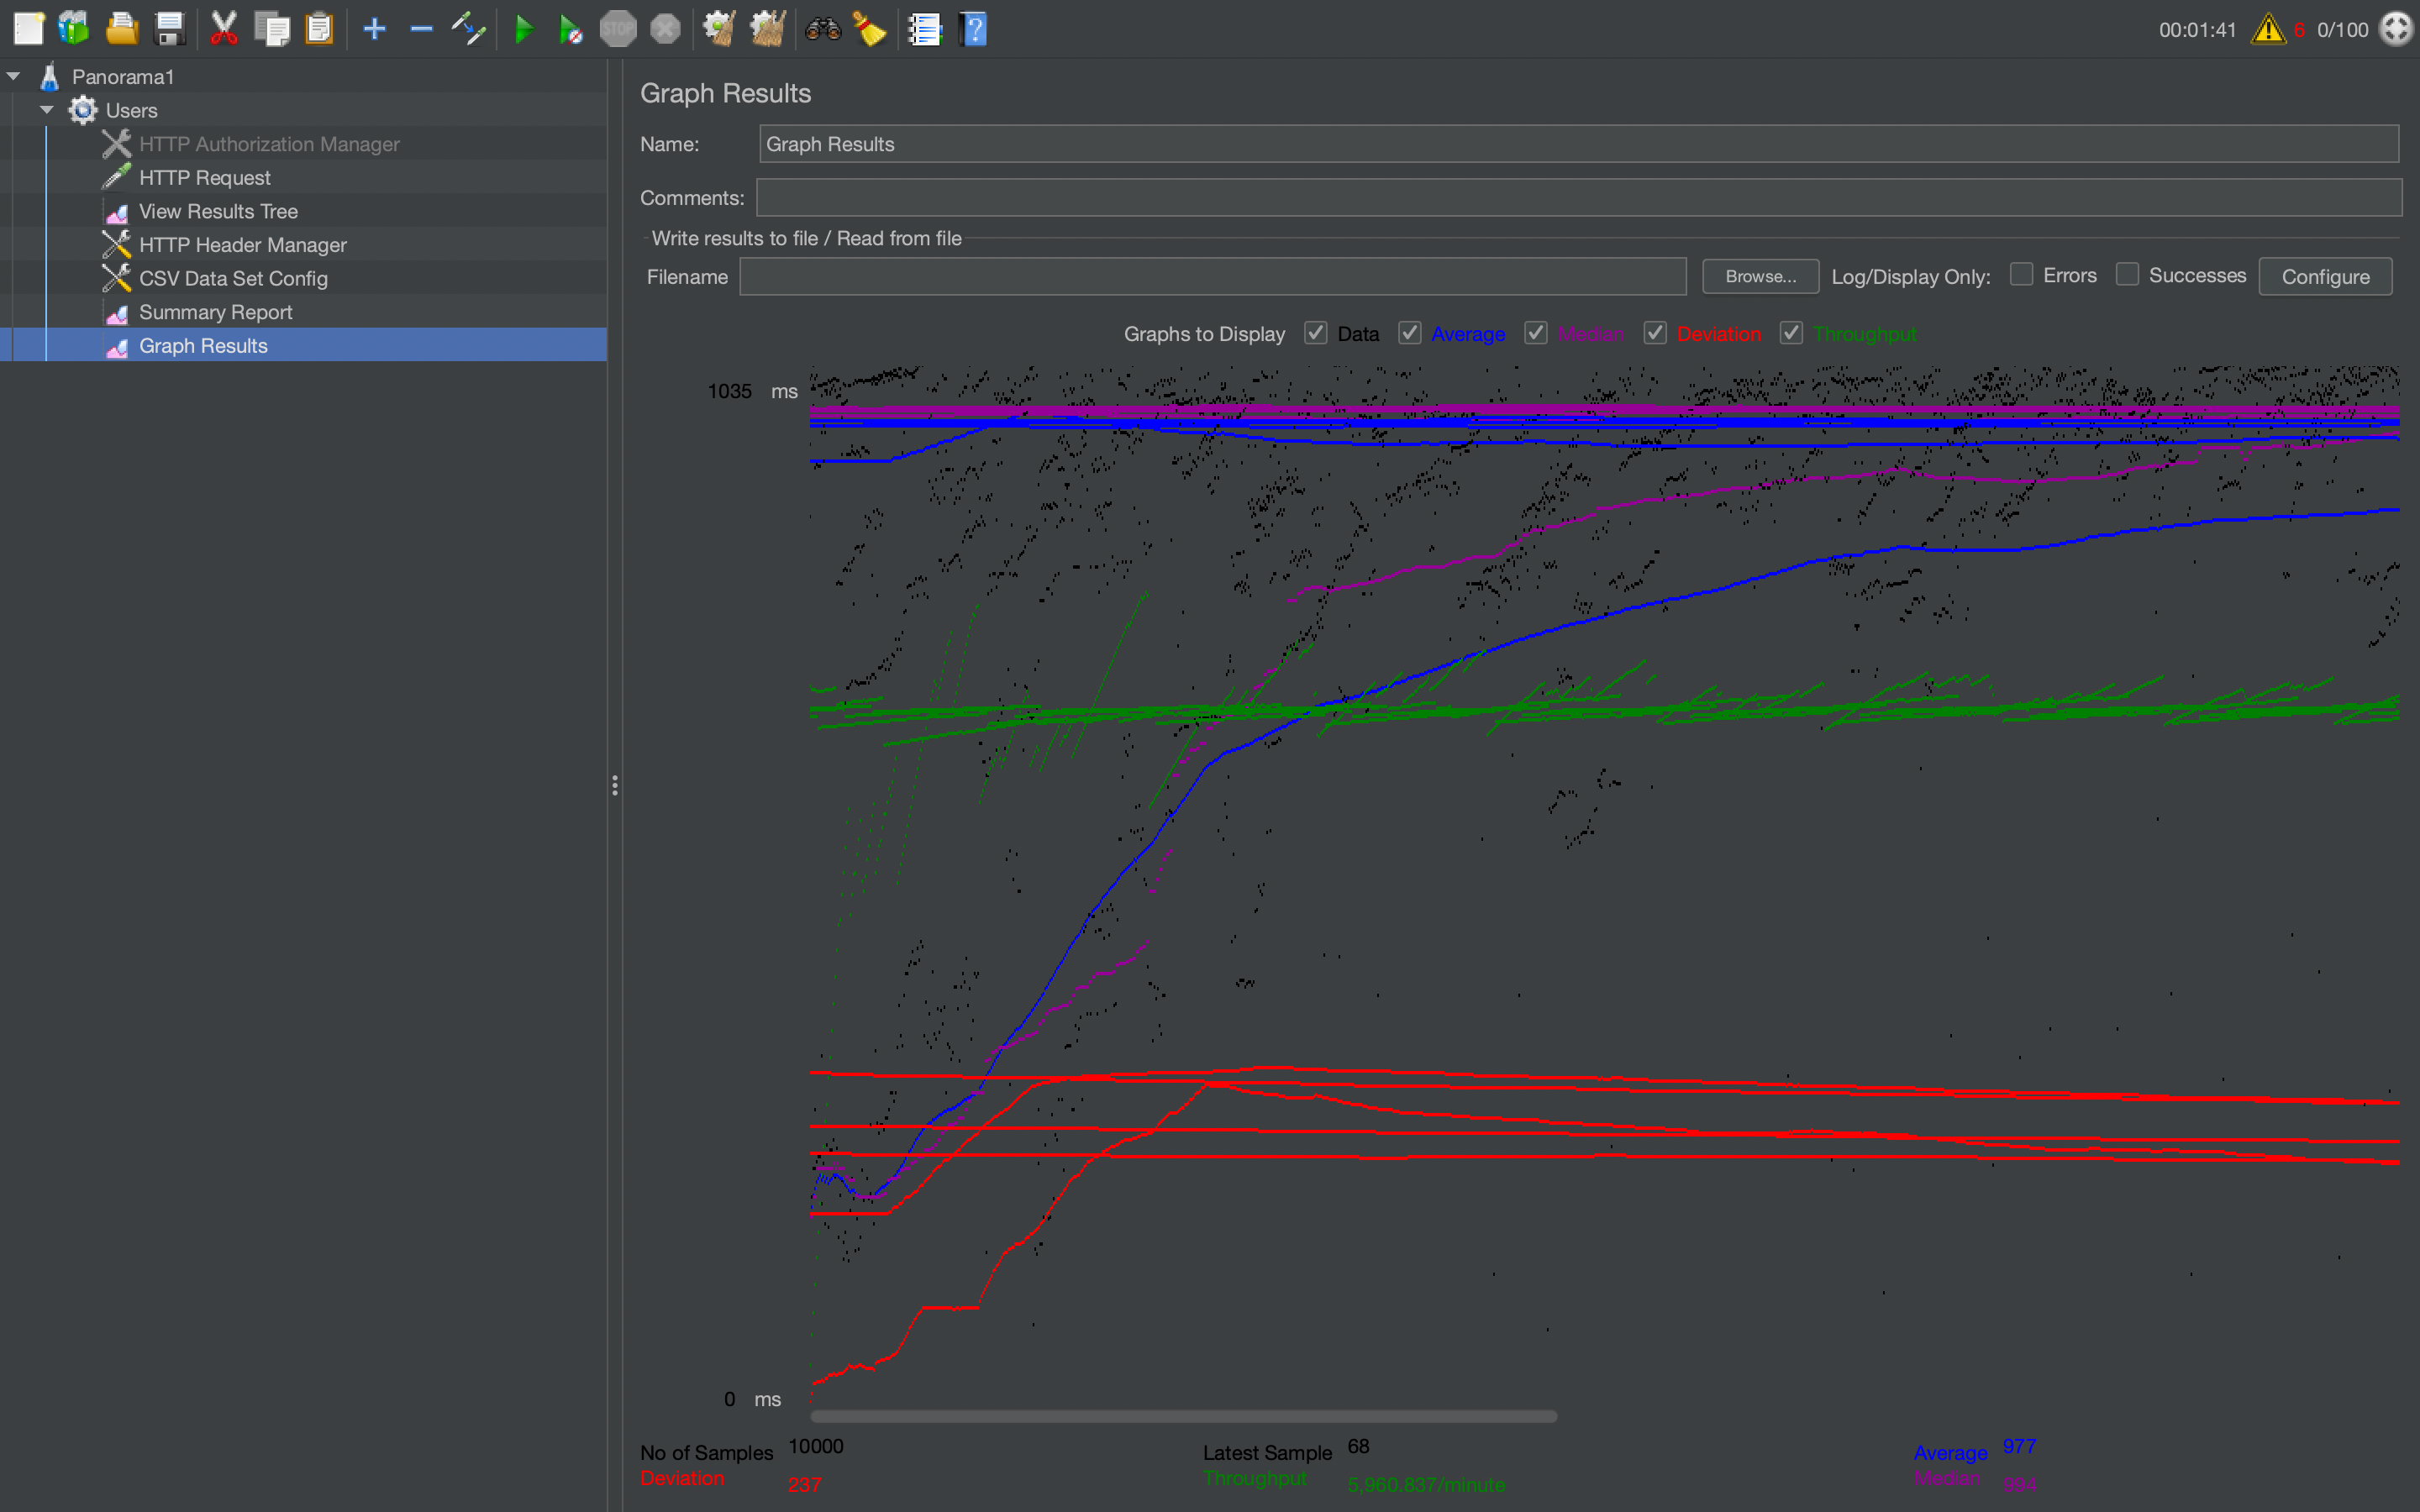 STOP
00:01:41 6 0/100
Panorama1
Users
HTTP Authorization Manager
HTTP Request
View Results Tree
HTTP Header Manager
CSV Data Set Config
Summary Report
Graph Results
Graph Results
Name: Graph Results
Comments:
Write results to file / Read from file
Filename Browse... Log/Display Only: Errors Successes Configure
Graphs to Display Data Average Median Deviation Throughput
1035 ms
0 ms
No of Samples 10000 Latest Sample 68 Average 977
Deviation 237 Throughput 5,960.837/minute Median 994